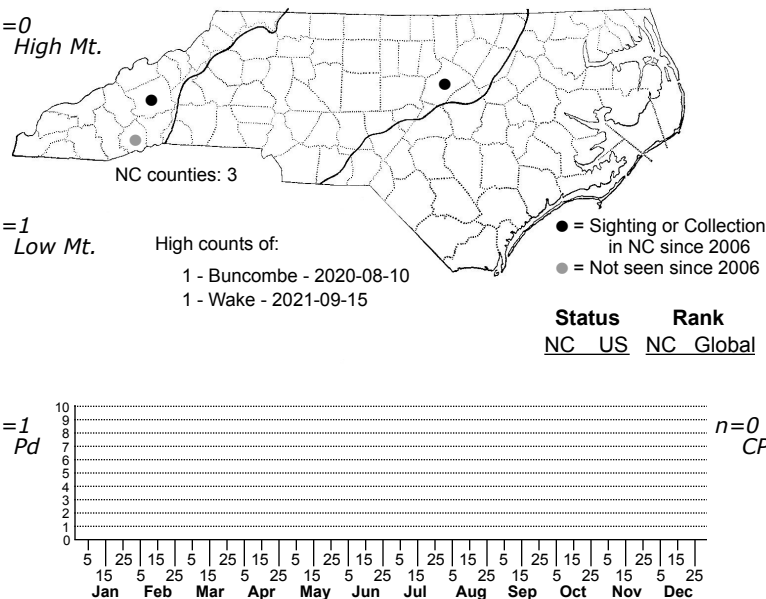 =0
High Mt.
NC counties: 3
=1
Low Mt.
High counts of:
1 - Buncombe - 2020-08-10
1 - Wake - 2021-09-15
= Sighting or Collection
in NC since 2006
= Not seen since 2006
Status Rank
NC US NC Global
=1
Pd
10
9
8
7
6
5
4
3
2
1
0
n=0
CP
5 25 15 5 25 15 5 25 15 5 25 15 5 25 15 5 25 15
15 5 25 15 5 25 15 5 25 15 5 25 15 5 25 15 5 25
Jan Feb Mar Apr May Jun Jul Aug Sep Oct Nov Dec